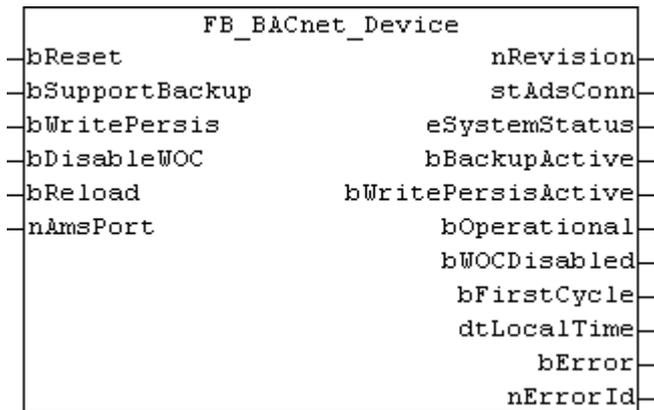 FB_BACnet_Device
bReset nRevision
bSupportBackup stAdsConn
bWritePersis eSystemStatus
bDisableWOC bBackupActive
bReload bWritePersisActive
nAmsPort bOperational
bWOCDisabled
bFirstCycle
dtLocalTime
bError
nErrorId